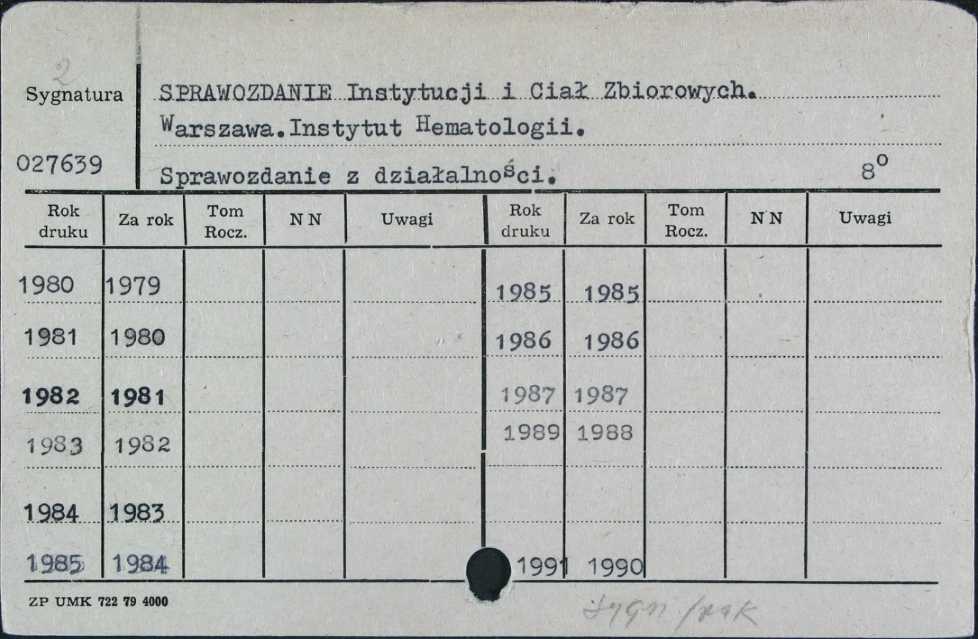 2
Sygnatura
027639
SPRAWOZDANIE Instytucji i Ciał Zbiorowych.
Warszawa.Instytut Hematologii.
Sprawozdanie z działalności. 8°
Rok druku Za rok Tom Rocz. N N Uwagi Rok druku Za rok Tom Rocz. N N Uwagi
1980 1979 1985 1985
1981 1980 1986 1986
1982 1981 1987 1987
1983 1982 1989 1988
1984 1983
1985 1984 1991 1990
ZP UMK 722 79 4000
sygn